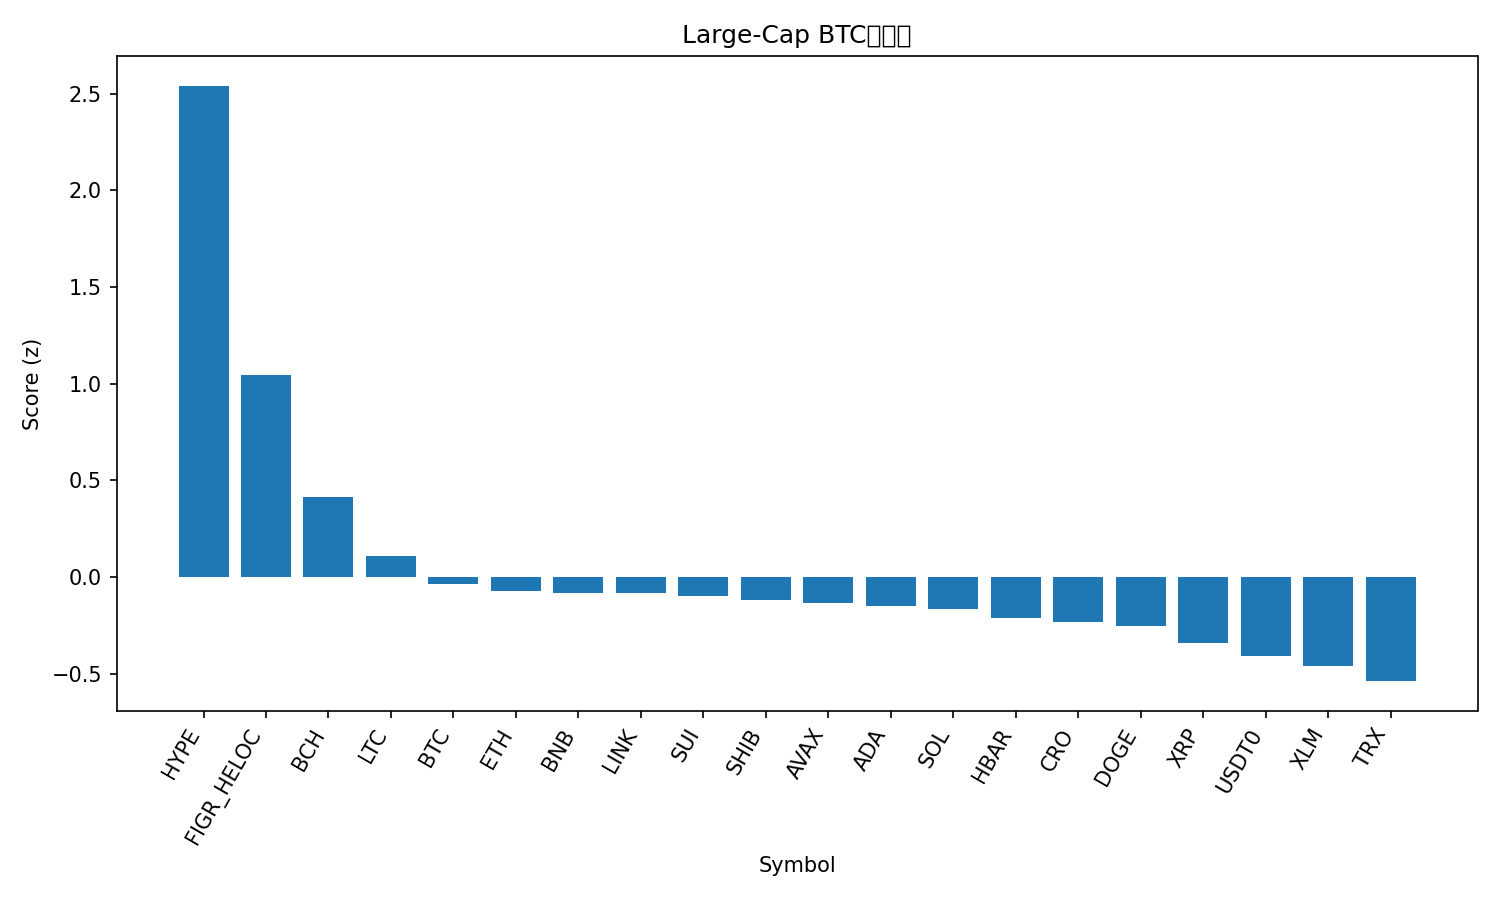 Large-Cap BTC
2.5
2.0
1.5
1.0
0.5
0.0
−0.5
Score (z)
HYPE
FIGR_HELOC
BCH
LTC
BTC
ETH
BNB
LINK
SUI
SHIB
AVAX
ADA
SOL
HBAR
CRO
DOGE
XRP
USDT0
XLM
TRX
Symbol